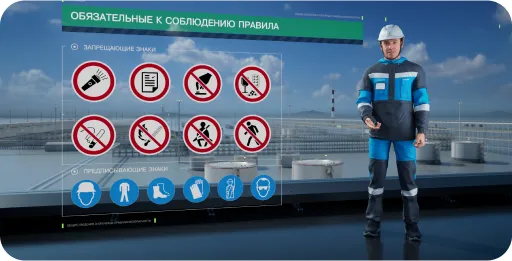 ОБЯЗАТЕЛЬНЫЕ К СОБЛЮДЕНИЮ ПРАВИЛА
ЗАПРЕЩАЮЩИЕ ЗНАКИ
ПРЕДПИСЫВАЮЩИЕ ЗНАКИ